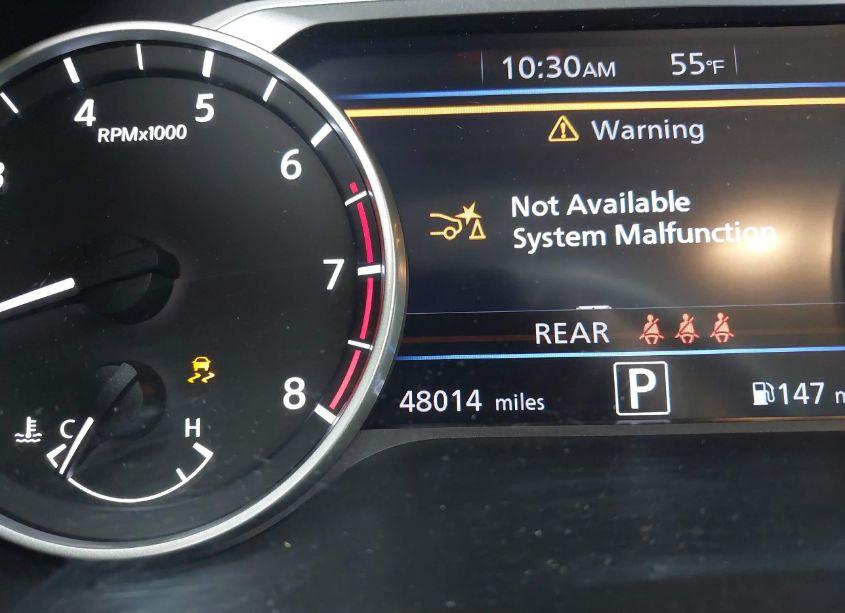 10:30AM 55°F
4 5
RPMx1000
Warning
6
Not Available
System Malfunction
7
REAR
8
48014 miles P 147
C H